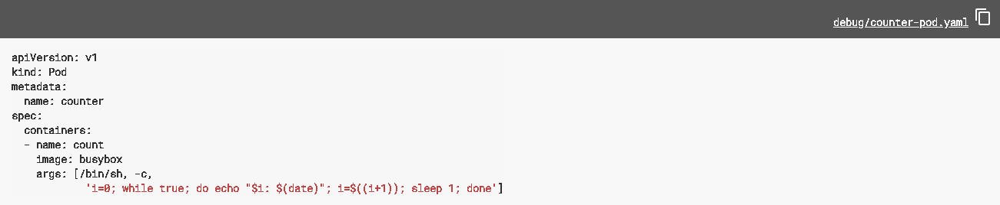 debug/counter-pod.yaml
apiVersion: v1
kind: Pod
metadata:
  name: counter
spec:
  containers:
  - name: count
    image: busybox
    args: [/bin/sh, -c,
            'i=0; while true; do echo "$i: $(date)"; i=$((i+1)); sleep 1; done']